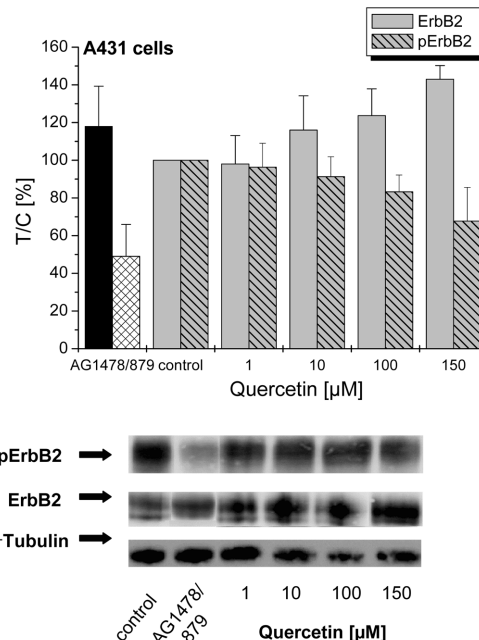 ErbB2
pErbB2
A431 cells
160
140
120
100
80
60
40
20
0
T/C [%]
AG1478/879 control 1 10 100 150
Quercetin [µM]
pErbB2
ErbB2
-Tubulin
control AG1478/879 1 10 100 150
Quercetin [µM]